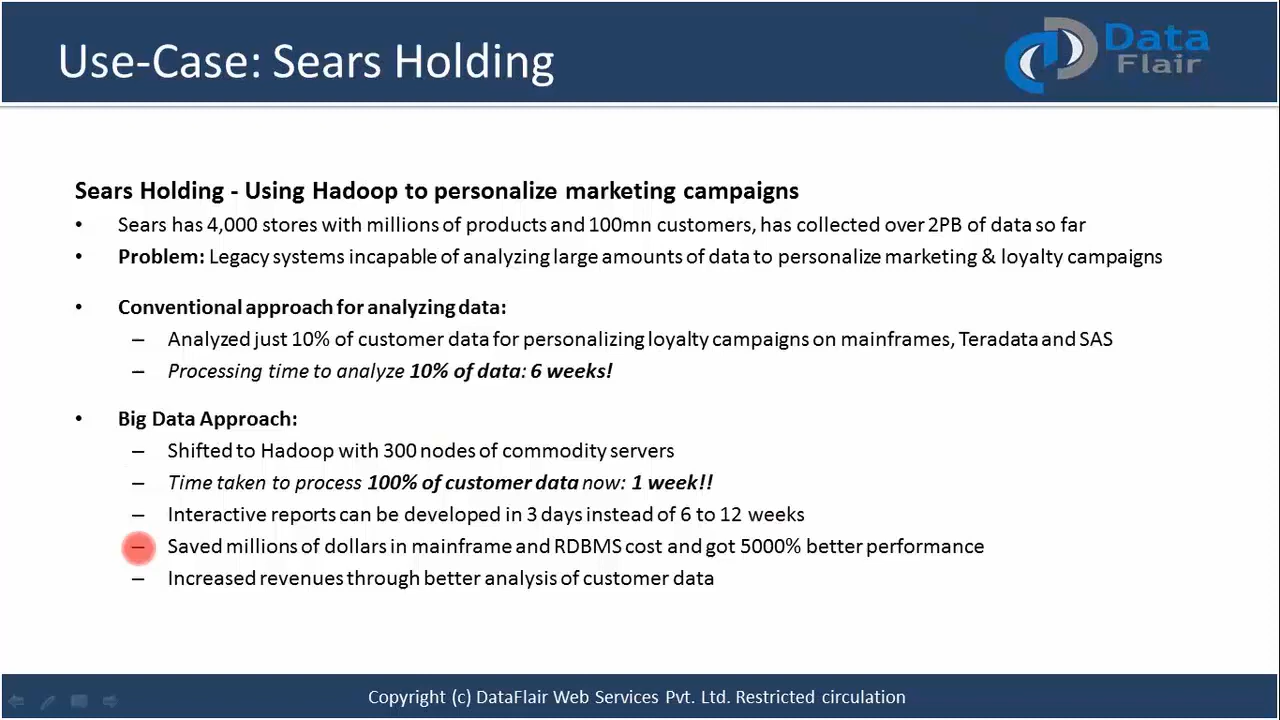 Use-Case: Sears Holding
Data
Flair
Sears Holding - Using Hadoop to personalize marketing campaigns
• Sears has 4,000 stores with millions of products and 100mn customers, has collected over 2PB of data so far
• Problem: Legacy systems incapable of analyzing large amounts of data to personalize marketing & loyalty campaigns
• Conventional approach for analyzing data:
– Analyzed just 10% of customer data for personalizing loyalty campaigns on mainframes, Teradata and SAS
– Processing time to analyze 10% of data: 6 weeks!
• Big Data Approach:
– Shifted to Hadoop with 300 nodes of commodity servers
– Time taken to process 100% of customer data now: 1 week!!
– Interactive reports can be developed in 3 days instead of 6 to 12 weeks
– Saved millions of dollars in mainframe and RDBMS cost and got 5000% better performance
– Increased revenues through better analysis of customer data
Copyright (c) DataFlair Web Services Pvt. Ltd. Restricted circulation